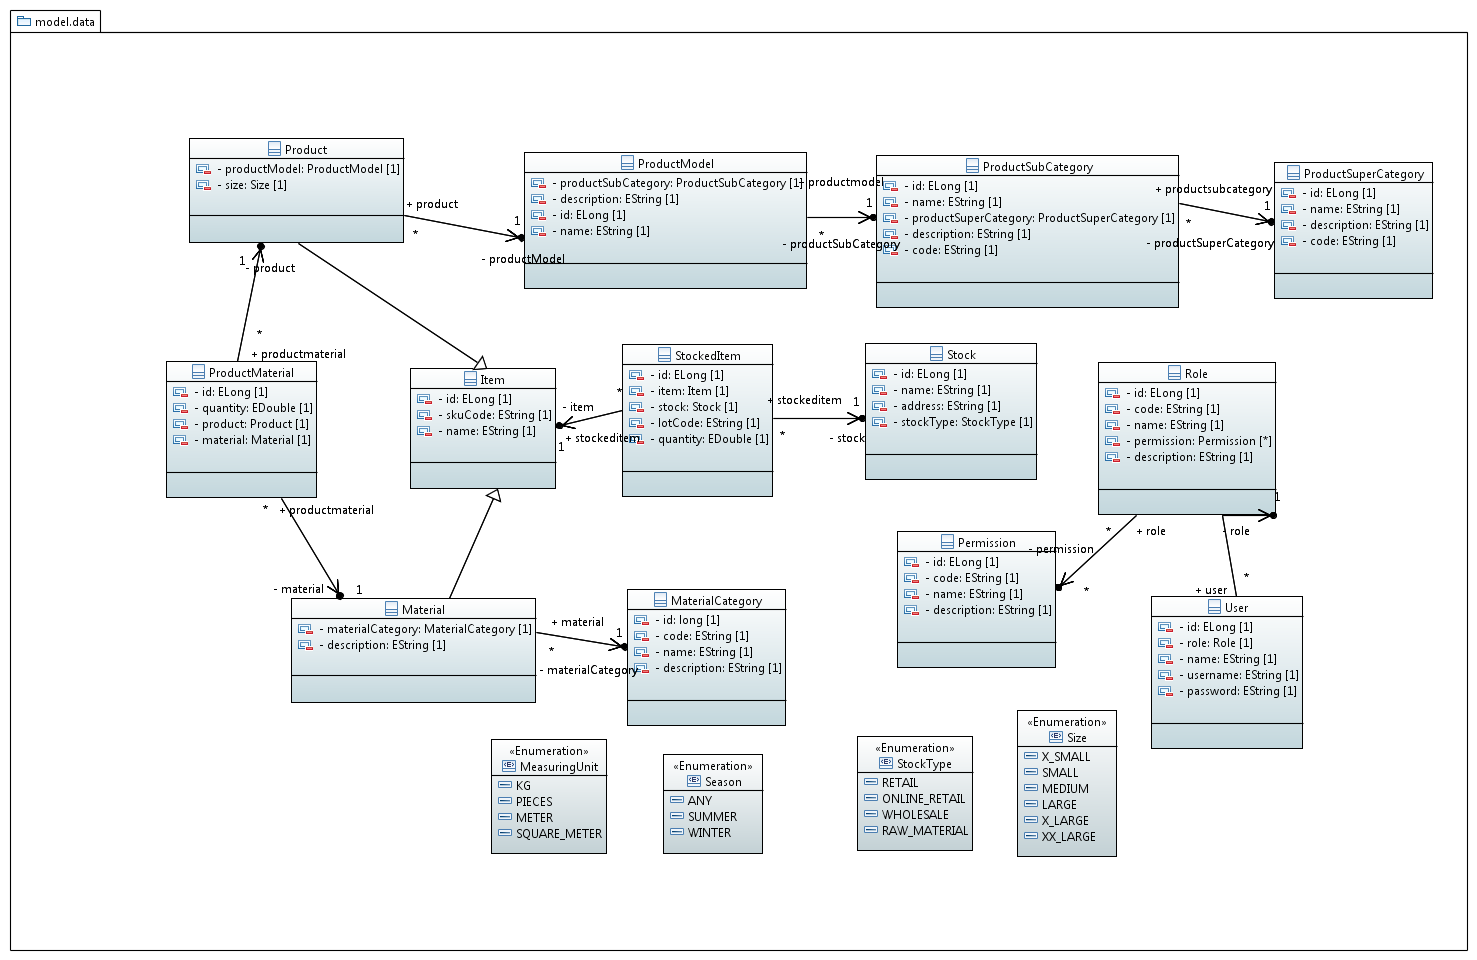 model.data
Product
- productModel: ProductModel [1]
- size: Size [1]
+ product
*
1
- productModel
ProductModel
- productSubCategory: ProductSubCategory [1]
- description: EString [1]
- id: ELong [1]
- name: EString [1]
+ productmodel
1
*
- productSubCategory
ProductSubCategory
- id: ELong [1]
- name: EString [1]
- productSuperCategory: ProductSuperCategory [1]
- description: EString [1]
- code: EString [1]
+ productsubcategory
1
*
- productSuperCategory
ProductSuperCategory
- id: ELong [1]
- name: EString [1]
- description: EString [1]
- code: EString [1]
1
- product
*
+ productmaterial
ProductMaterial
- id: ELong [1]
- quantity: EDouble [1]
- product: Product [1]
- material: Material [1]
* + productmaterial
- material
1
Item
- id: ELong [1]
- skuCode: EString [1]
- name: EString [1]
*
- item
+ stockeditem
1
StockedItem
- id: ELong [1]
- item: Item [1]
- stock: Stock [1]
- lotCode: EString [1]
- quantity: EDouble [1]
+ stockeditem
1
*
- stock
Stock
- id: ELong [1]
- name: EString [1]
- address: EString [1]
- stockType: StockType [1]
Role
- id: ELong [1]
- code: EString [1]
- name: EString [1]
- permission: Permission [*]
- description: EString [1]
1
* + role
- role
- permission
*
Permission
- id: ELong [1]
- code: EString [1]
- name: EString [1]
- description: EString [1]
*
+ user
User
- id: ELong [1]
- role: Role [1]
- name: EString [1]
- username: EString [1]
- password: EString [1]
Material
- materialCategory: MaterialCategory [1]
- description: EString [1]
+ material
1
*
- materialCategory
MaterialCategory
- id: long [1]
- code: EString [1]
- name: EString [1]
- description: EString [1]
«Enumeration»
MeasuringUnit
KG
PIECES
METER
SQUARE_METER
«Enumeration»
Season
ANY
SUMMER
WINTER
«Enumeration»
StockType
RETAIL
ONLINE_RETAIL
WHOLESALE
RAW_MATERIAL
«Enumeration»
Size
X_SMALL
SMALL
MEDIUM
LARGE
X_LARGE
XX_LARGE